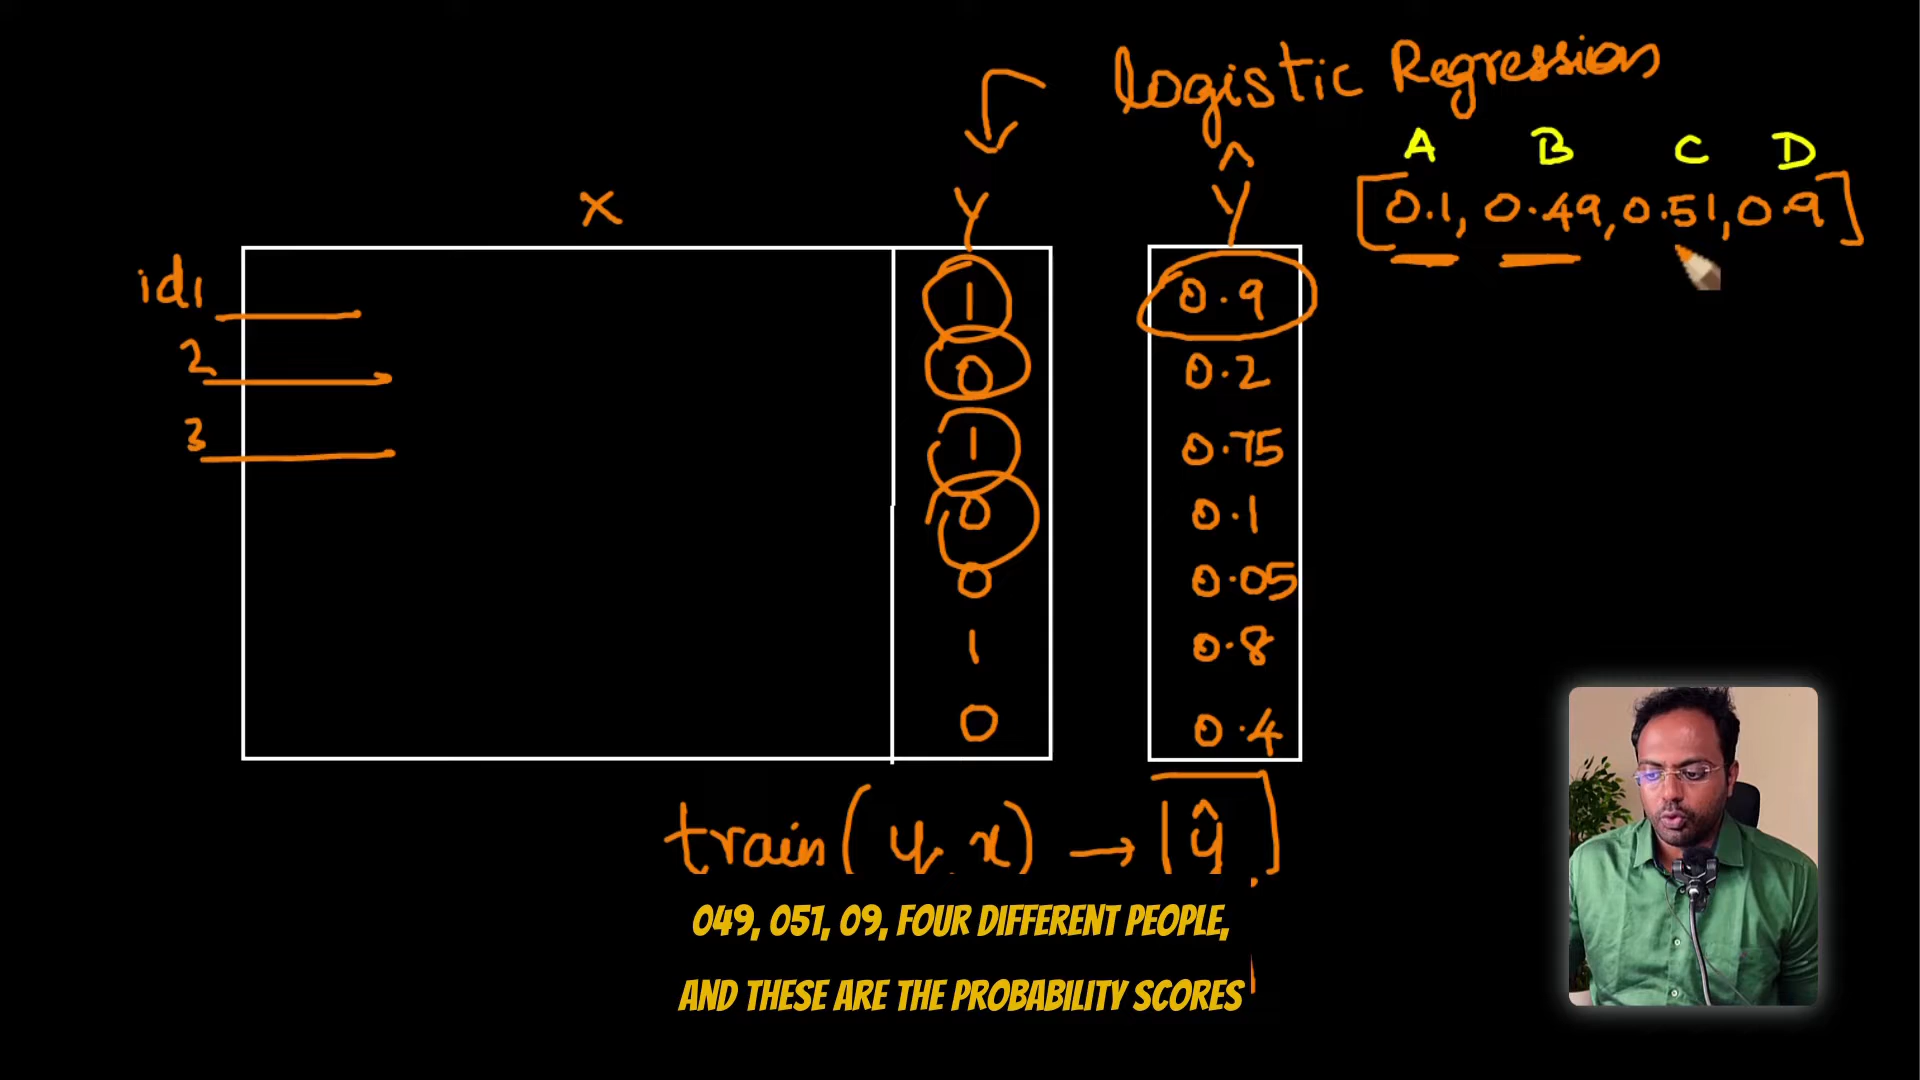 logistic Regression
A B C D
[0.1, 0.49, 0.51, 0.9]
X Y Ŷ
id1 1 0.9
2 0 0.2
3 1 0.75
0 0.1
0 0.05
1 0.8
0 0.4
train(y, x) → [ŷ]
049, 051, 09, FOUR DIFFERENT PEOPLE,
AND THESE ARE THE PROBABILITY SCORES